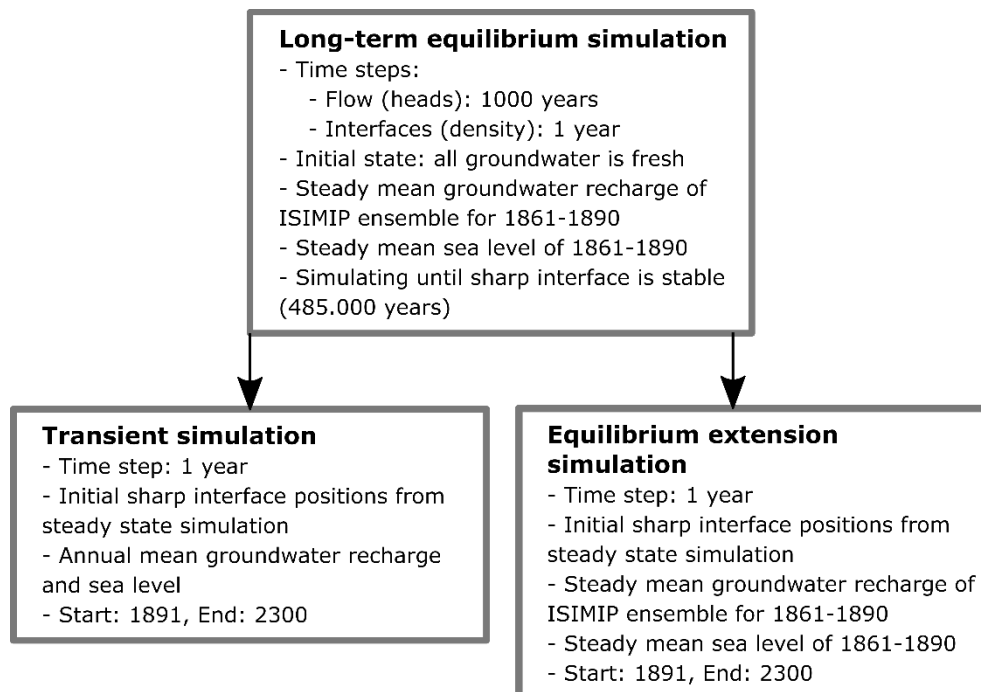 Long-term equilibrium simulation
- Time steps:
- Flow (heads): 1000 years
- Interfaces (density): 1 year
- Initial state: all groundwater is fresh
- Steady mean groundwater recharge of
ISIMIP ensemble for 1861-1890
- Steady mean sea level of 1861-1890
- Simulating until sharp interface is stable
(485.000 years)
Transient simulation
- Time step: 1 year
- Initial sharp interface positions from
steady state simulation
- Annual mean groundwater recharge
and sea level
- Start: 1891, End: 2300
Equilibrium extension
simulation
- Time step: 1 year
- Initial sharp interface positions from
steady state simulation
- Steady mean groundwater recharge of
ISIMIP ensemble for 1861-1890
- Steady mean sea level of 1861-1890
- Start: 1891, End: 2300